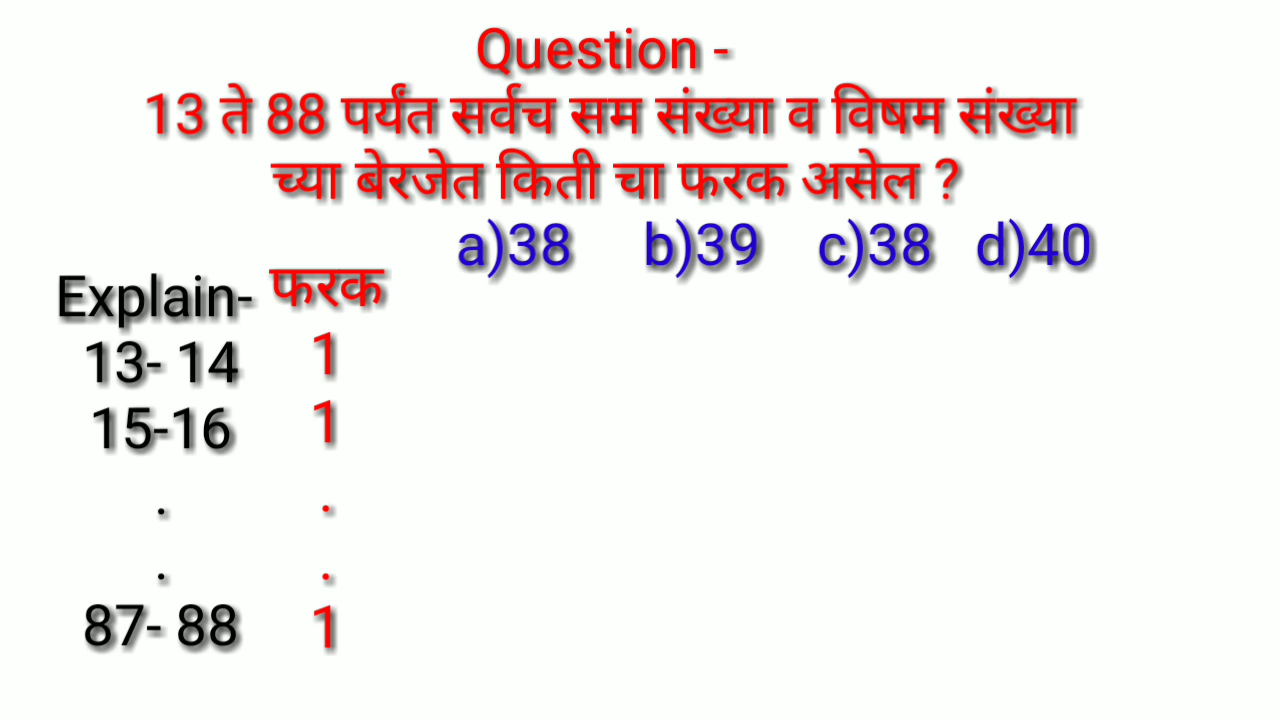 Question -
13 ते 88 पर्यंत सर्वच सम संख्या व विषम संख्या
च्या बेरजेत किती चा फरक असेल ?
a)38 b)39 c)38 d)40
Explain- फरक
13- 14 1
15-16 1
. .
. .
87- 88 1